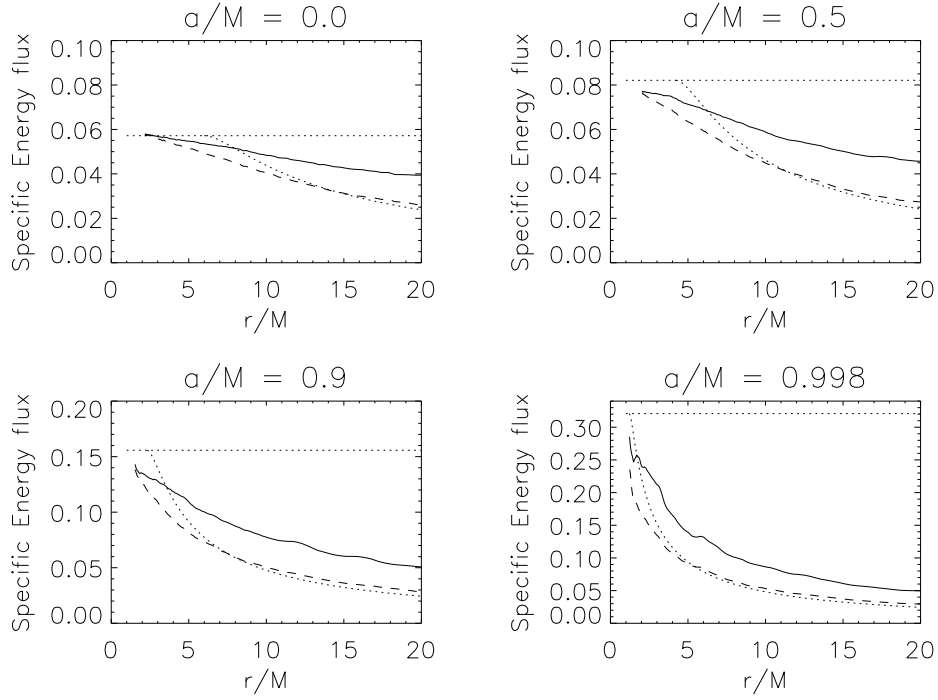 a/M = 0.0
Specific Energy flux
0.10
0.08
0.06
0.04
0.02
0.00
0 5 10 15 20
r/M
a/M = 0.5
Specific Energy flux
0.10
0.08
0.06
0.04
0.02
0.00
0 5 10 15 20
r/M
a/M = 0.9
Specific Energy flux
0.20
0.15
0.10
0.05
0.00
0 5 10 15 20
r/M
a/M = 0.998
Specific Energy flux
0.30
0.25
0.20
0.15
0.10
0.05
0.00
0 5 10 15 20
r/M